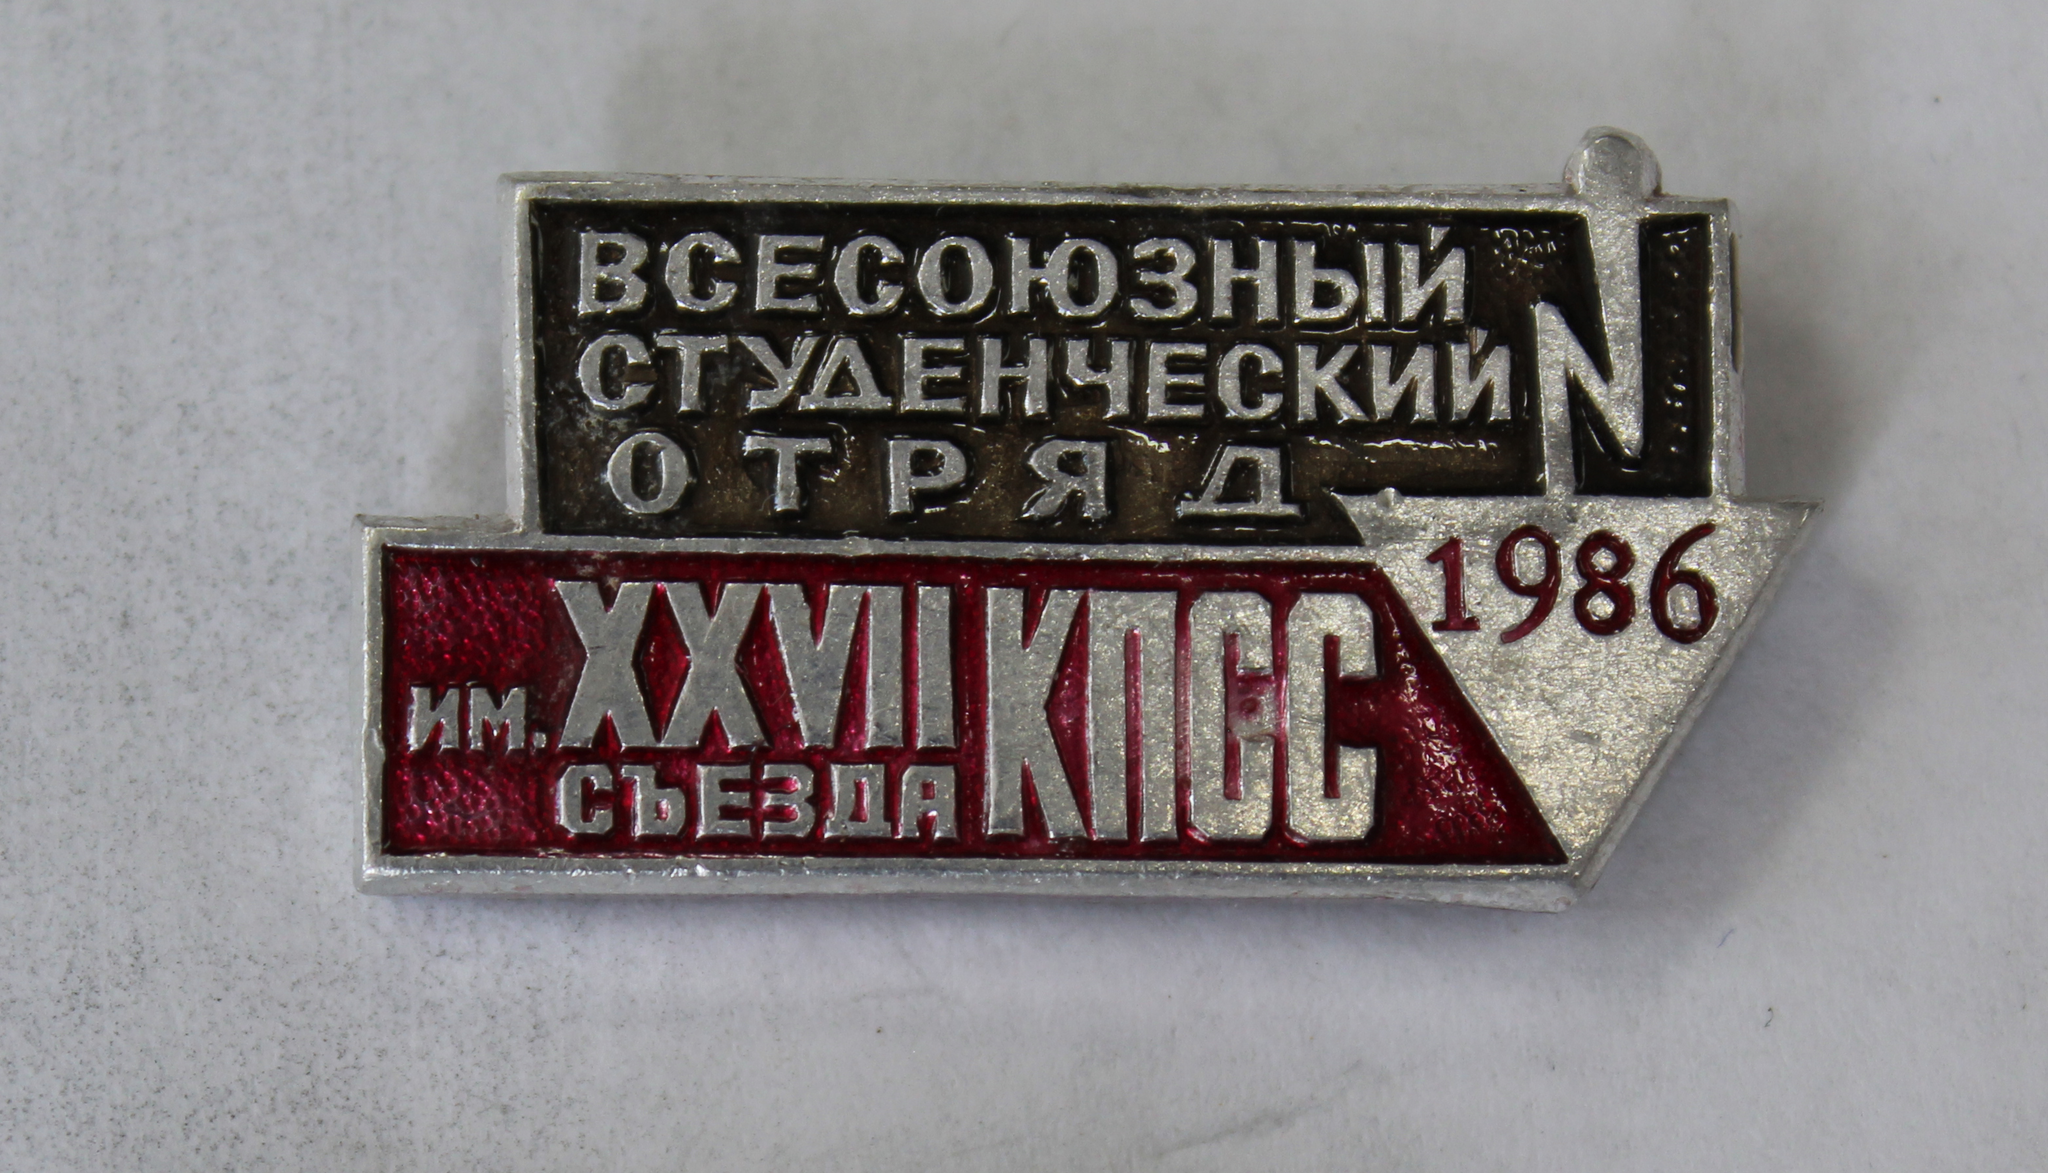 ВСЕСОЮЗНЫЙ
СТУДЕНЧЕСКИЙ
ОТРЯД
1986
ИМ. XXVII СЪЕЗДА КПСС